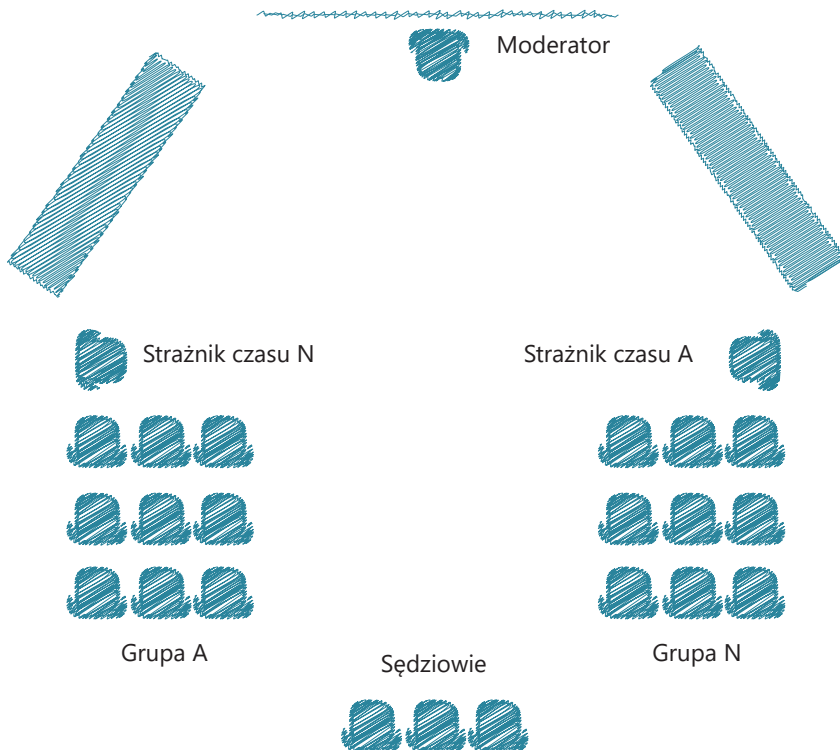 Moderator
Strażnik czasu N
Strażnik czasu A
Grupa A
Grupa N
Sędziowie